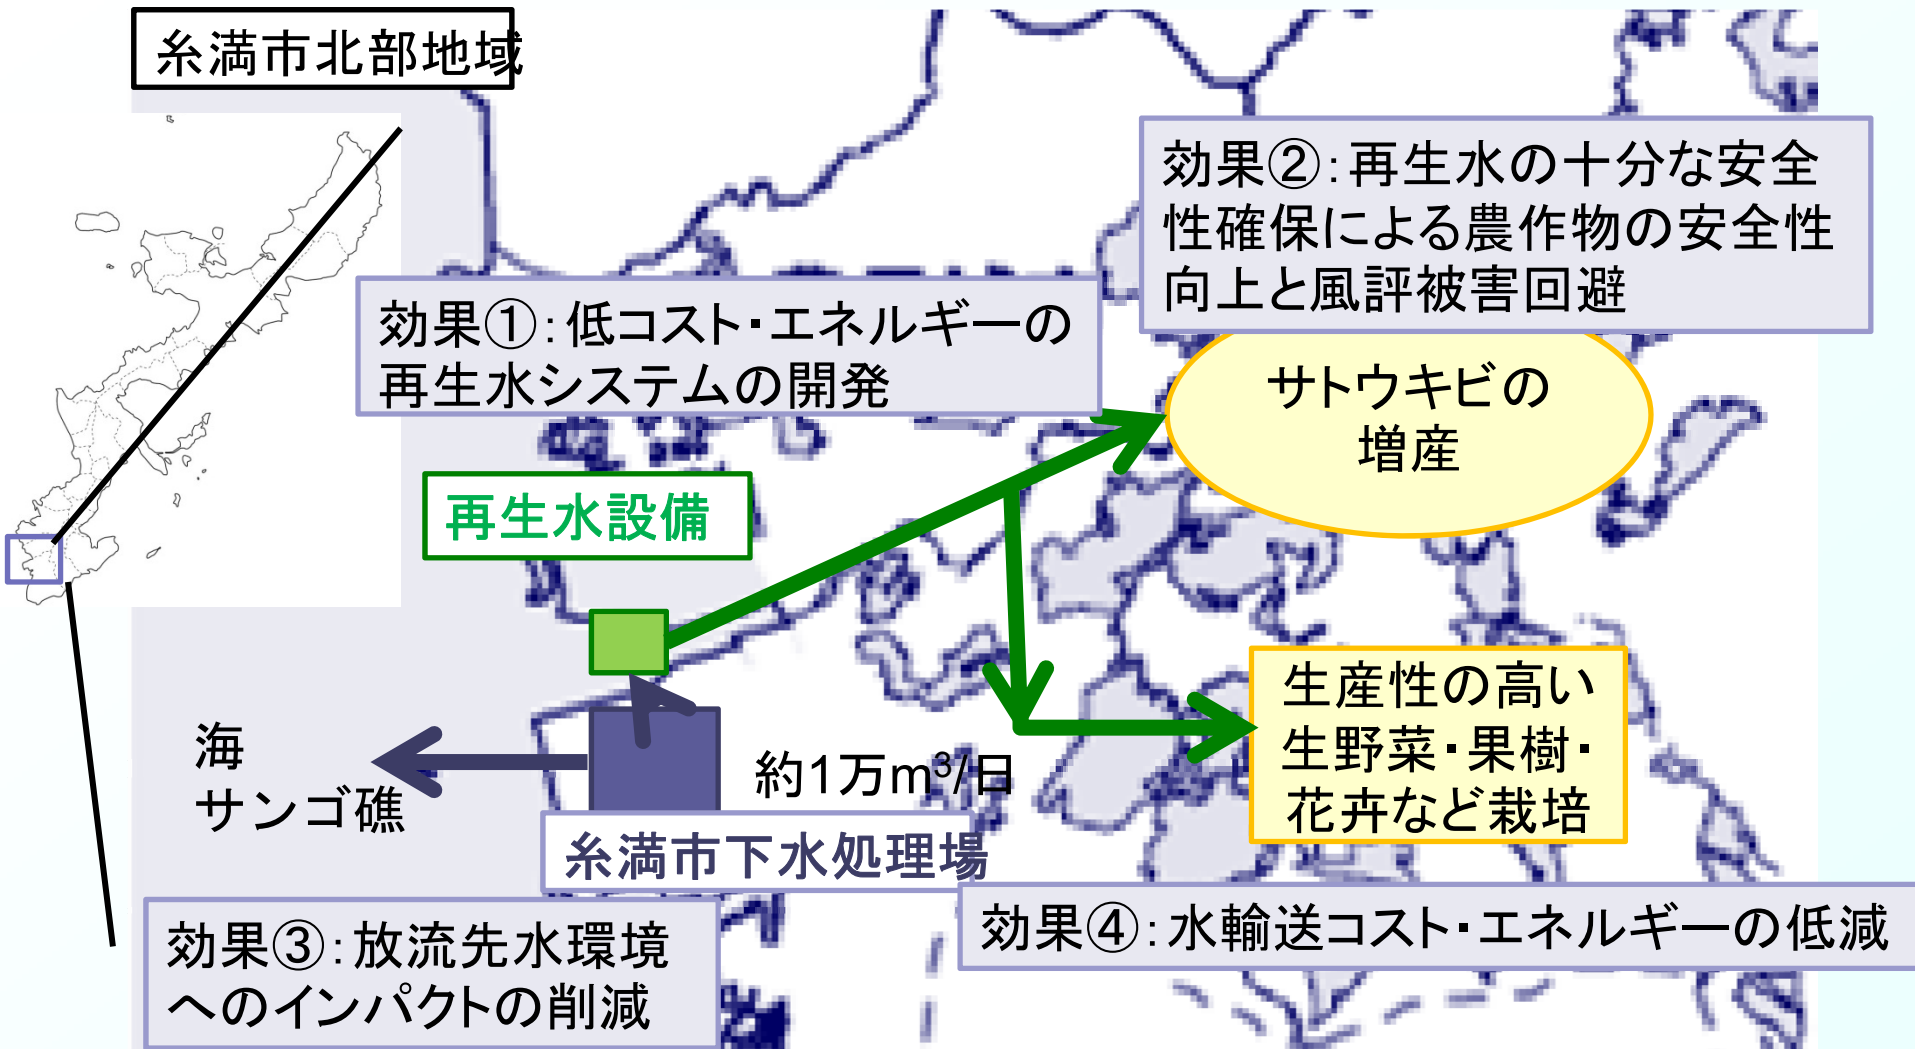 糸満市北部地域
効果②：再生水の十分な安全
性確保による農作物の安全性
向上と風評被害回避
効果①：低コスト・エネルギーの
再生水システムの開発
サトウキビの
増産
再生水設備
生産性の高い
生野菜・果樹・
花卉など栽培
海
サンゴ礁
約1万m³/日
糸満市下水処理場
効果④：水輸送コスト・エネルギーの低減
効果③：放流先水環境
へのインパクトの削減